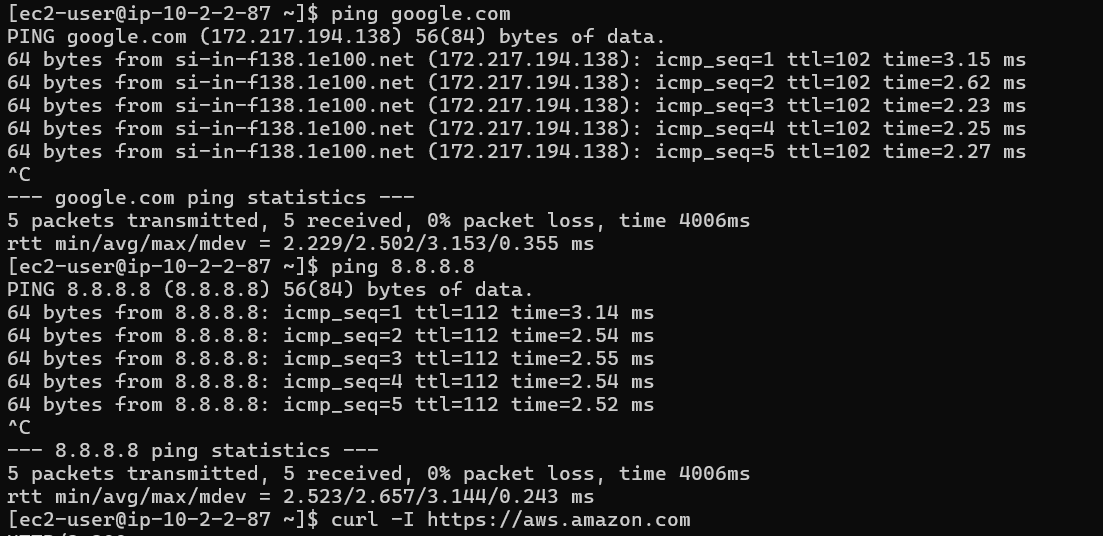 [ec2-user@ip-10-2-2-87 ~]$ ping google.com
PING google.com (172.217.194.138) 56(84) bytes of data.
64 bytes from si-in-f138.1e100.net (172.217.194.138): icmp_seq=1 ttl=102 time=3.15 ms
64 bytes from si-in-f138.1e100.net (172.217.194.138): icmp_seq=2 ttl=102 time=2.62 ms
64 bytes from si-in-f138.1e100.net (172.217.194.138): icmp_seq=3 ttl=102 time=2.23 ms
64 bytes from si-in-f138.1e100.net (172.217.194.138): icmp_seq=4 ttl=102 time=2.25 ms
64 bytes from si-in-f138.1e100.net (172.217.194.138): icmp_seq=5 ttl=102 time=2.27 ms
^C
--- google.com ping statistics ---
5 packets transmitted, 5 received, 0% packet loss, time 4006ms
rtt min/avg/max/mdev = 2.229/2.502/3.153/0.355 ms
[ec2-user@ip-10-2-2-87 ~]$ ping 8.8.8.8
PING 8.8.8.8 (8.8.8.8) 56(84) bytes of data.
64 bytes from 8.8.8.8: icmp_seq=1 ttl=112 time=3.14 ms
64 bytes from 8.8.8.8: icmp_seq=2 ttl=112 time=2.54 ms
64 bytes from 8.8.8.8: icmp_seq=3 ttl=112 time=2.55 ms
64 bytes from 8.8.8.8: icmp_seq=4 ttl=112 time=2.54 ms
64 bytes from 8.8.8.8: icmp_seq=5 ttl=112 time=2.52 ms
^C
--- 8.8.8.8 ping statistics ---
5 packets transmitted, 5 received, 0% packet loss, time 4006ms
rtt min/avg/max/mdev = 2.523/2.657/3.144/0.243 ms
[ec2-user@ip-10-2-2-87 ~]$ curl -I https://aws.amazon.com